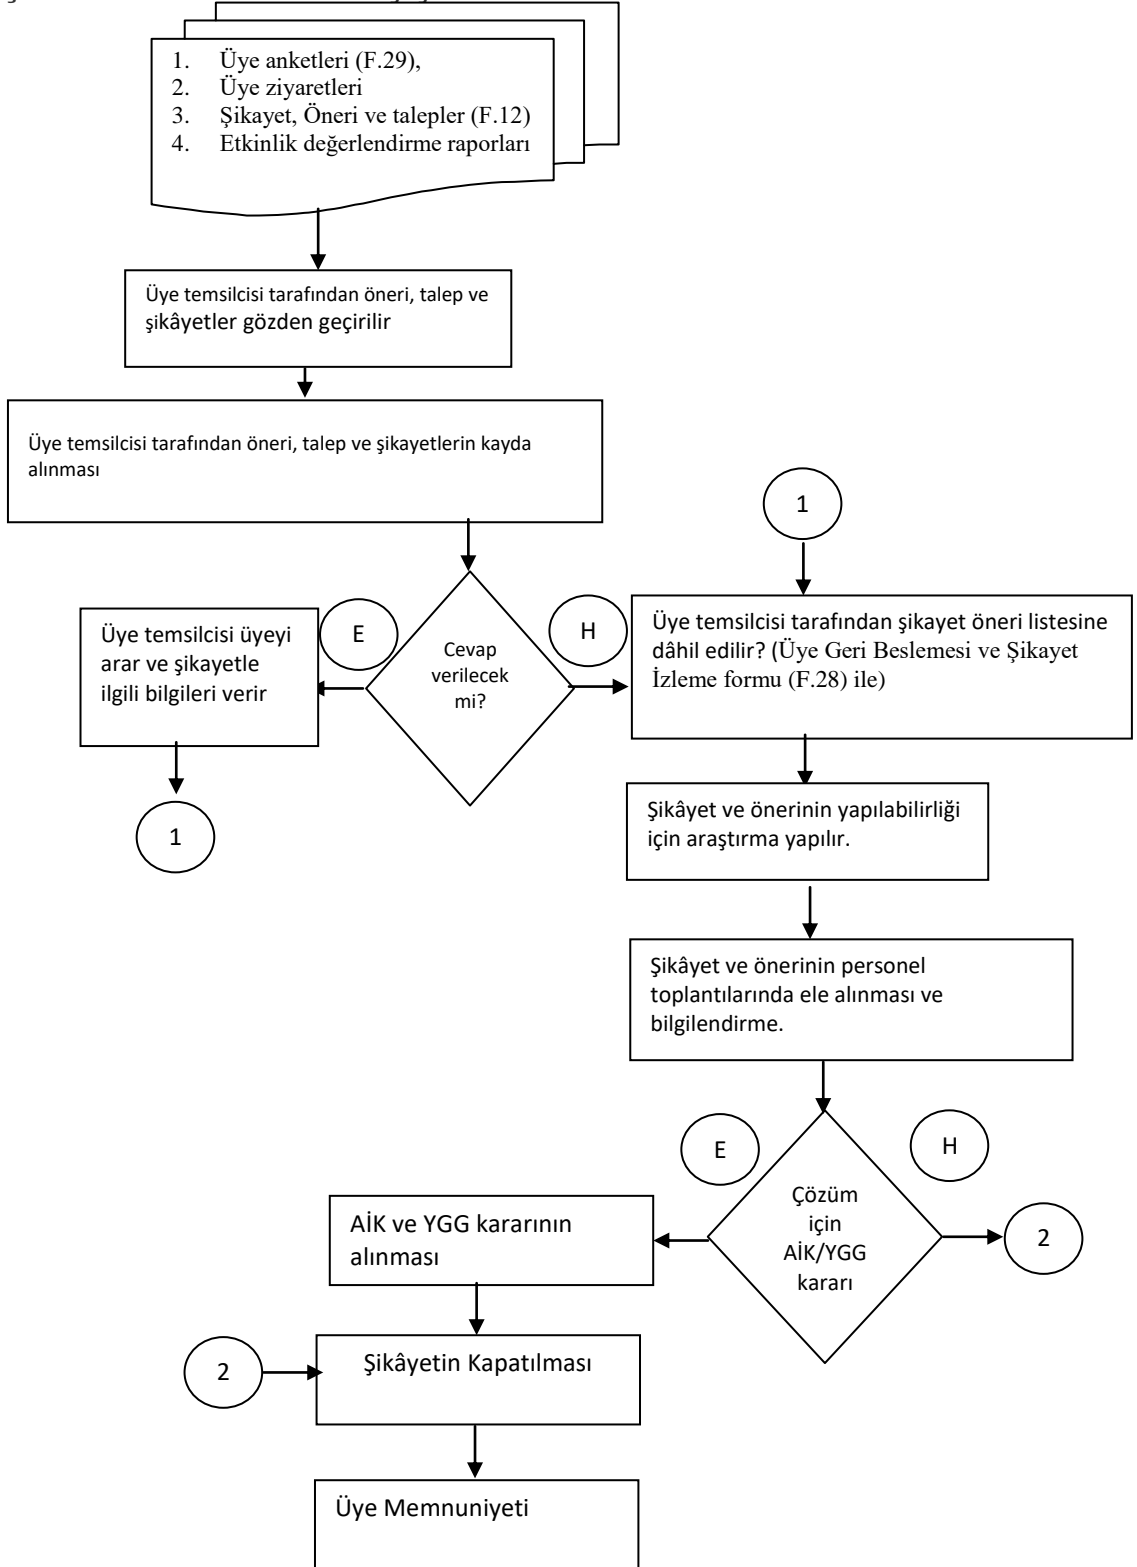 1. Üye anketleri (F.29),
2. Üye ziyaretleri
3. Şikayet, Öneri ve talepler (F.12)
4. Etkinlik değerlendirme raporları
Üye temsilcisi tarafından öneri, talep ve
şikâyetler gözden geçirilir
Üye temsilcisi tarafından öneri, talep ve şikayetlerin kayda
alınması
1
Cevap
verilecek
mi?
E
H
Üye temsilcisi üyeyi
arar ve şikayetle
ilgili bilgileri verir
1
Üye temsilcisi tarafından şikayet öneri listesine
dâhil edilir? (Üye Geri Beslemesi ve Şikayet
İzleme formu (F.28) ile)
Şikâyet ve önerinin yapılabilirliği
için araştırma yapılır.
Şikâyet ve önerinin personel
toplantılarında ele alınması ve
bilgilendirme.
E
H
Çözüm
için
AİK/YGG
kararı
2
AİK ve YGG kararının
alınması
2
Şikâyetin Kapatılması
Üye Memnuniyeti